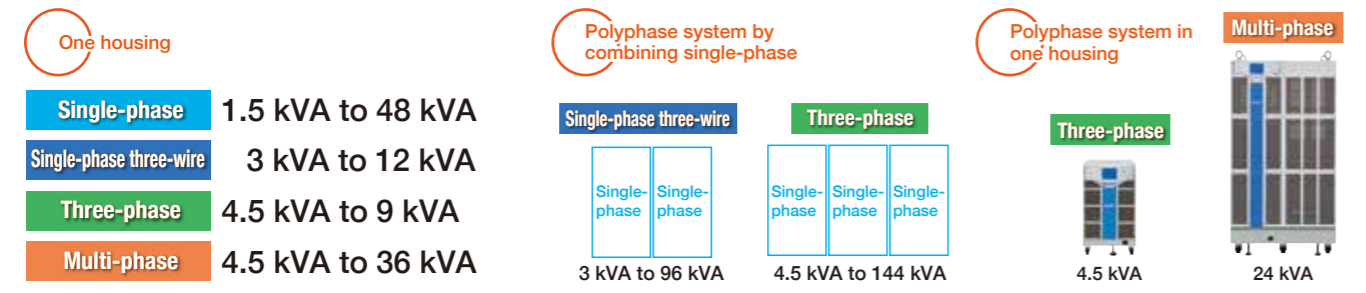 One housing
Single-phase 1.5 kVA to 48 kVA
Single-phase three-wire 3 kVA to 12 kVA
Three-phase 4.5 kVA to 9 kVA
Multi-phase 4.5 kVA to 36 kVA
Polyphase system by
combining single-phase
Single-phase three-wire
Single-
phase
Single-
phase
3 kVA to 96 kVA
Three-phase
Single-
phase
Single-
phase
Single-
phase
4.5 kVA to 144 kVA
Polyphase system in
one housing
Three-phase
4.5 kVA
Multi-phase
24 kVA